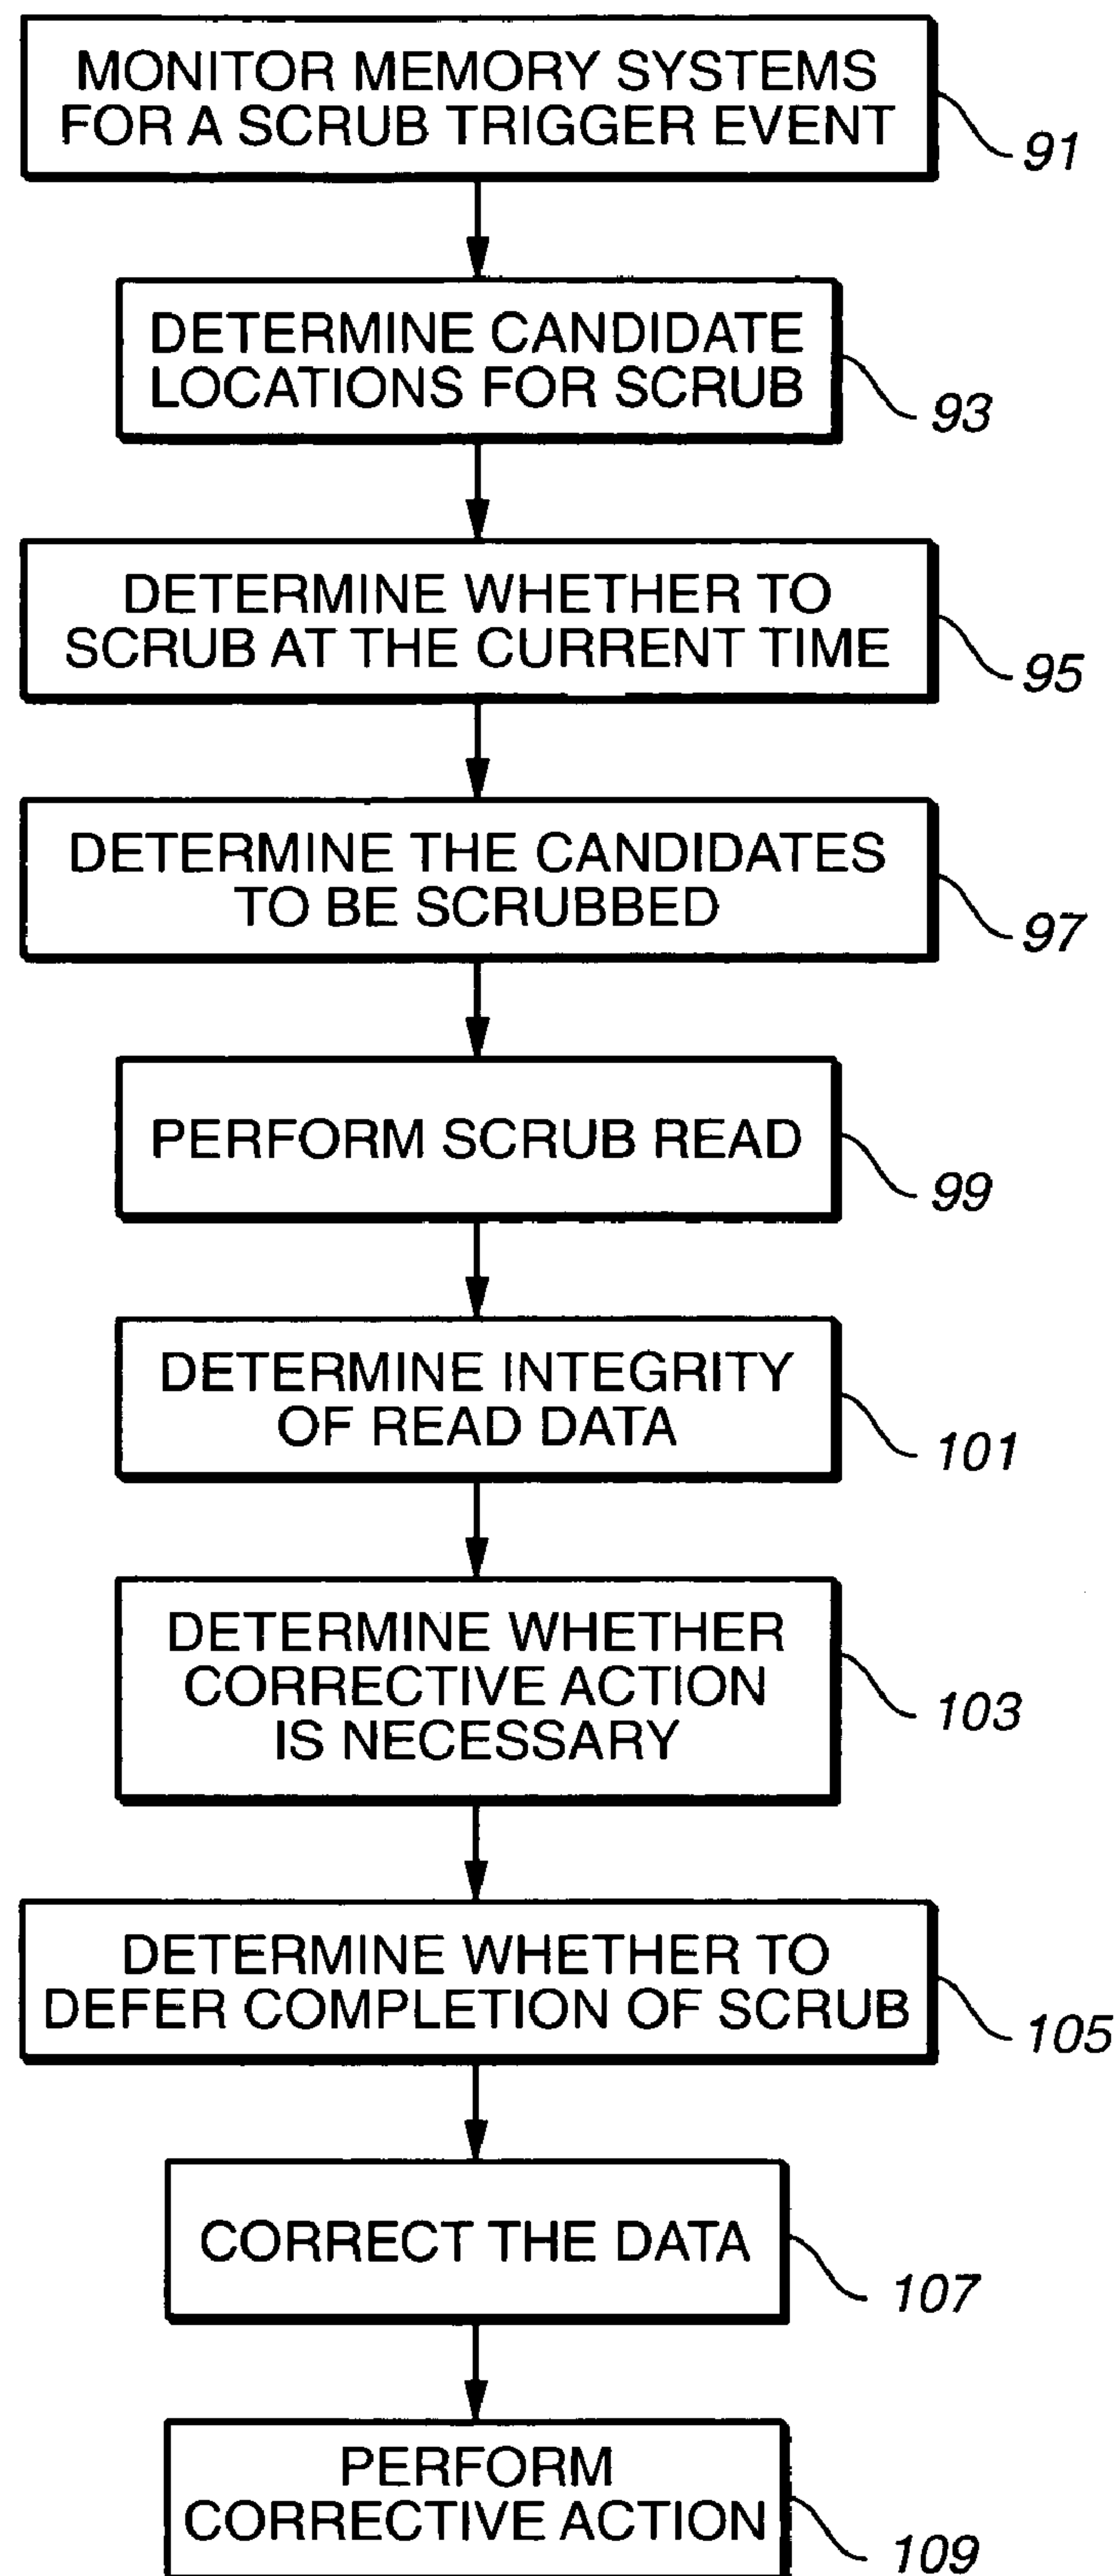 MONITOR MEMORY SYSTEMS
FOR A SCRUB TRIGGER EVENT
91
DETERMINE CANDIDATE
LOCATIONS FOR SCRUB
93
DETERMINE WHETHER TO
SCRUB AT THE CURRENT TIME
95
DETERMINE THE CANDIDATES
TO BE SCRUBBED
97
PERFORM SCRUB READ
99
DETERMINE INTEGRITY
OF READ DATA
101
DETERMINE WHETHER
CORRECTIVE ACTION
IS NECESSARY
103
DETERMINE WHETHER TO
DEFER COMPLETION OF SCRUB
105
CORRECT THE DATA
107
PERFORM
CORRECTIVE ACTION
109